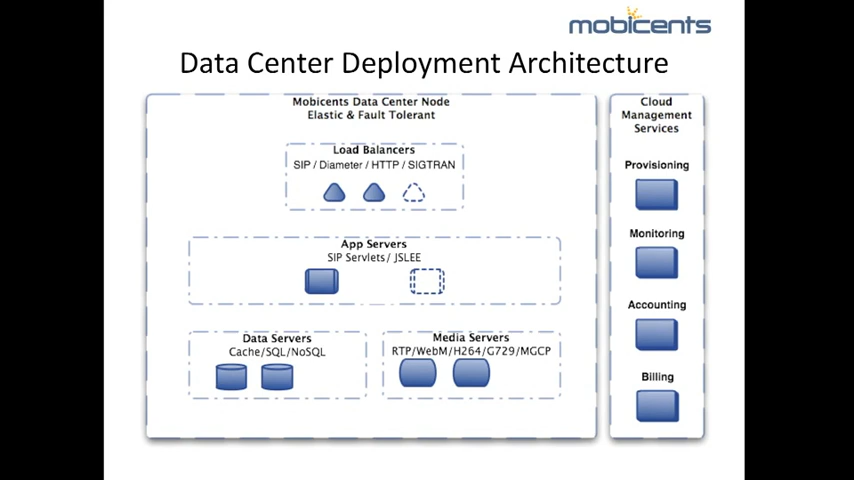 mobicents
Data Center Deployment Architecture
Mobicents Data Center Node
Elastic & Fault Tolerant
Load Balancers
SIP / Diameter / HTTP / SIGTRAN
App Servers
SIP Servlets/ JSLEE
Data Servers
Cache/SQL/NoSQL
Media Servers
RTP/WebM/H264/G729/MGCP
Cloud
Management
Services
Provisioning
Monitoring
Accounting
Billing